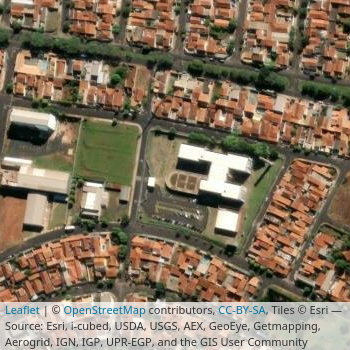 Leaflet | © OpenStreetMap contributors, CC-BY-SA, Tiles © Esri —
Source: Esri, i-cubed, USDA, USGS, AEX, GeoEye, Getmapping,
Aerogrid, IGN, IGP, UPR-EGP, and the GIS User Community